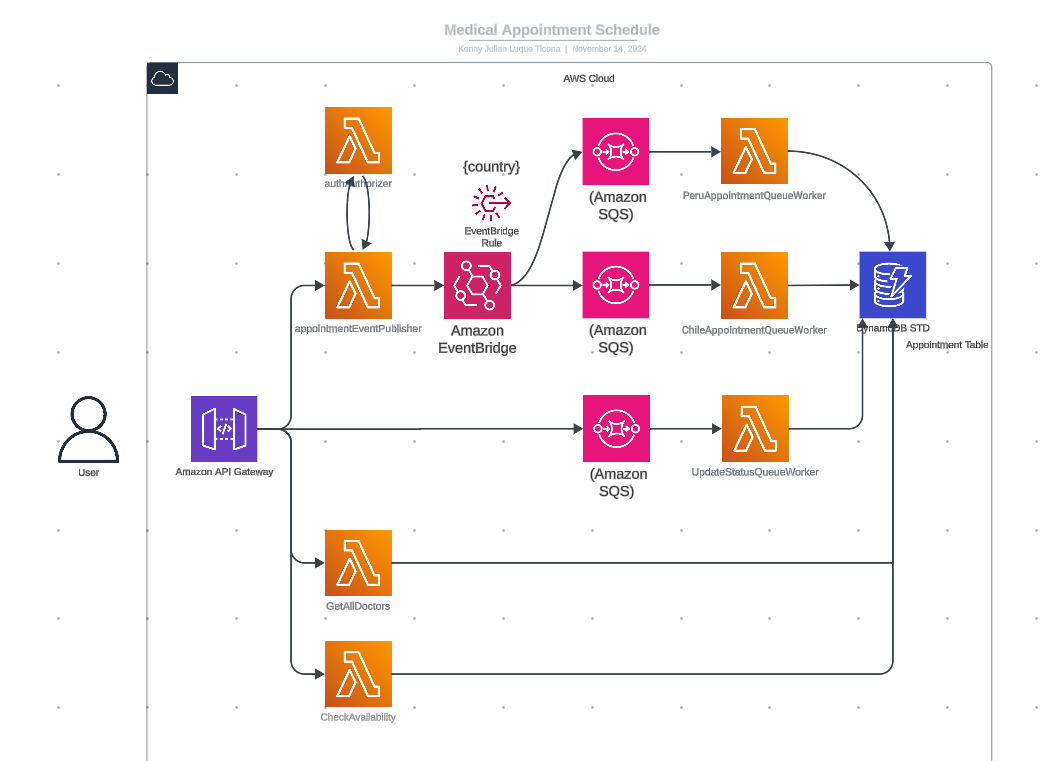 Medical Appointment Schedule
Kenny Julian Luque Ticona | November 14, 2024
AWS Cloud
authAuthorizer
{country}
EventBridge
Rule
(Amazon
SQS)
PeruAppointmentQueueWorker
appointmentEventPublisher
Amazon
EventBridge
(Amazon
SQS)
ChileAppointmentQueueWorker
DynamoDB STD
Appointment Table
User
Amazon API Gateway
(Amazon
SQS)
UpdateStatusQueueWorker
GetAllDoctors
CheckAvailability